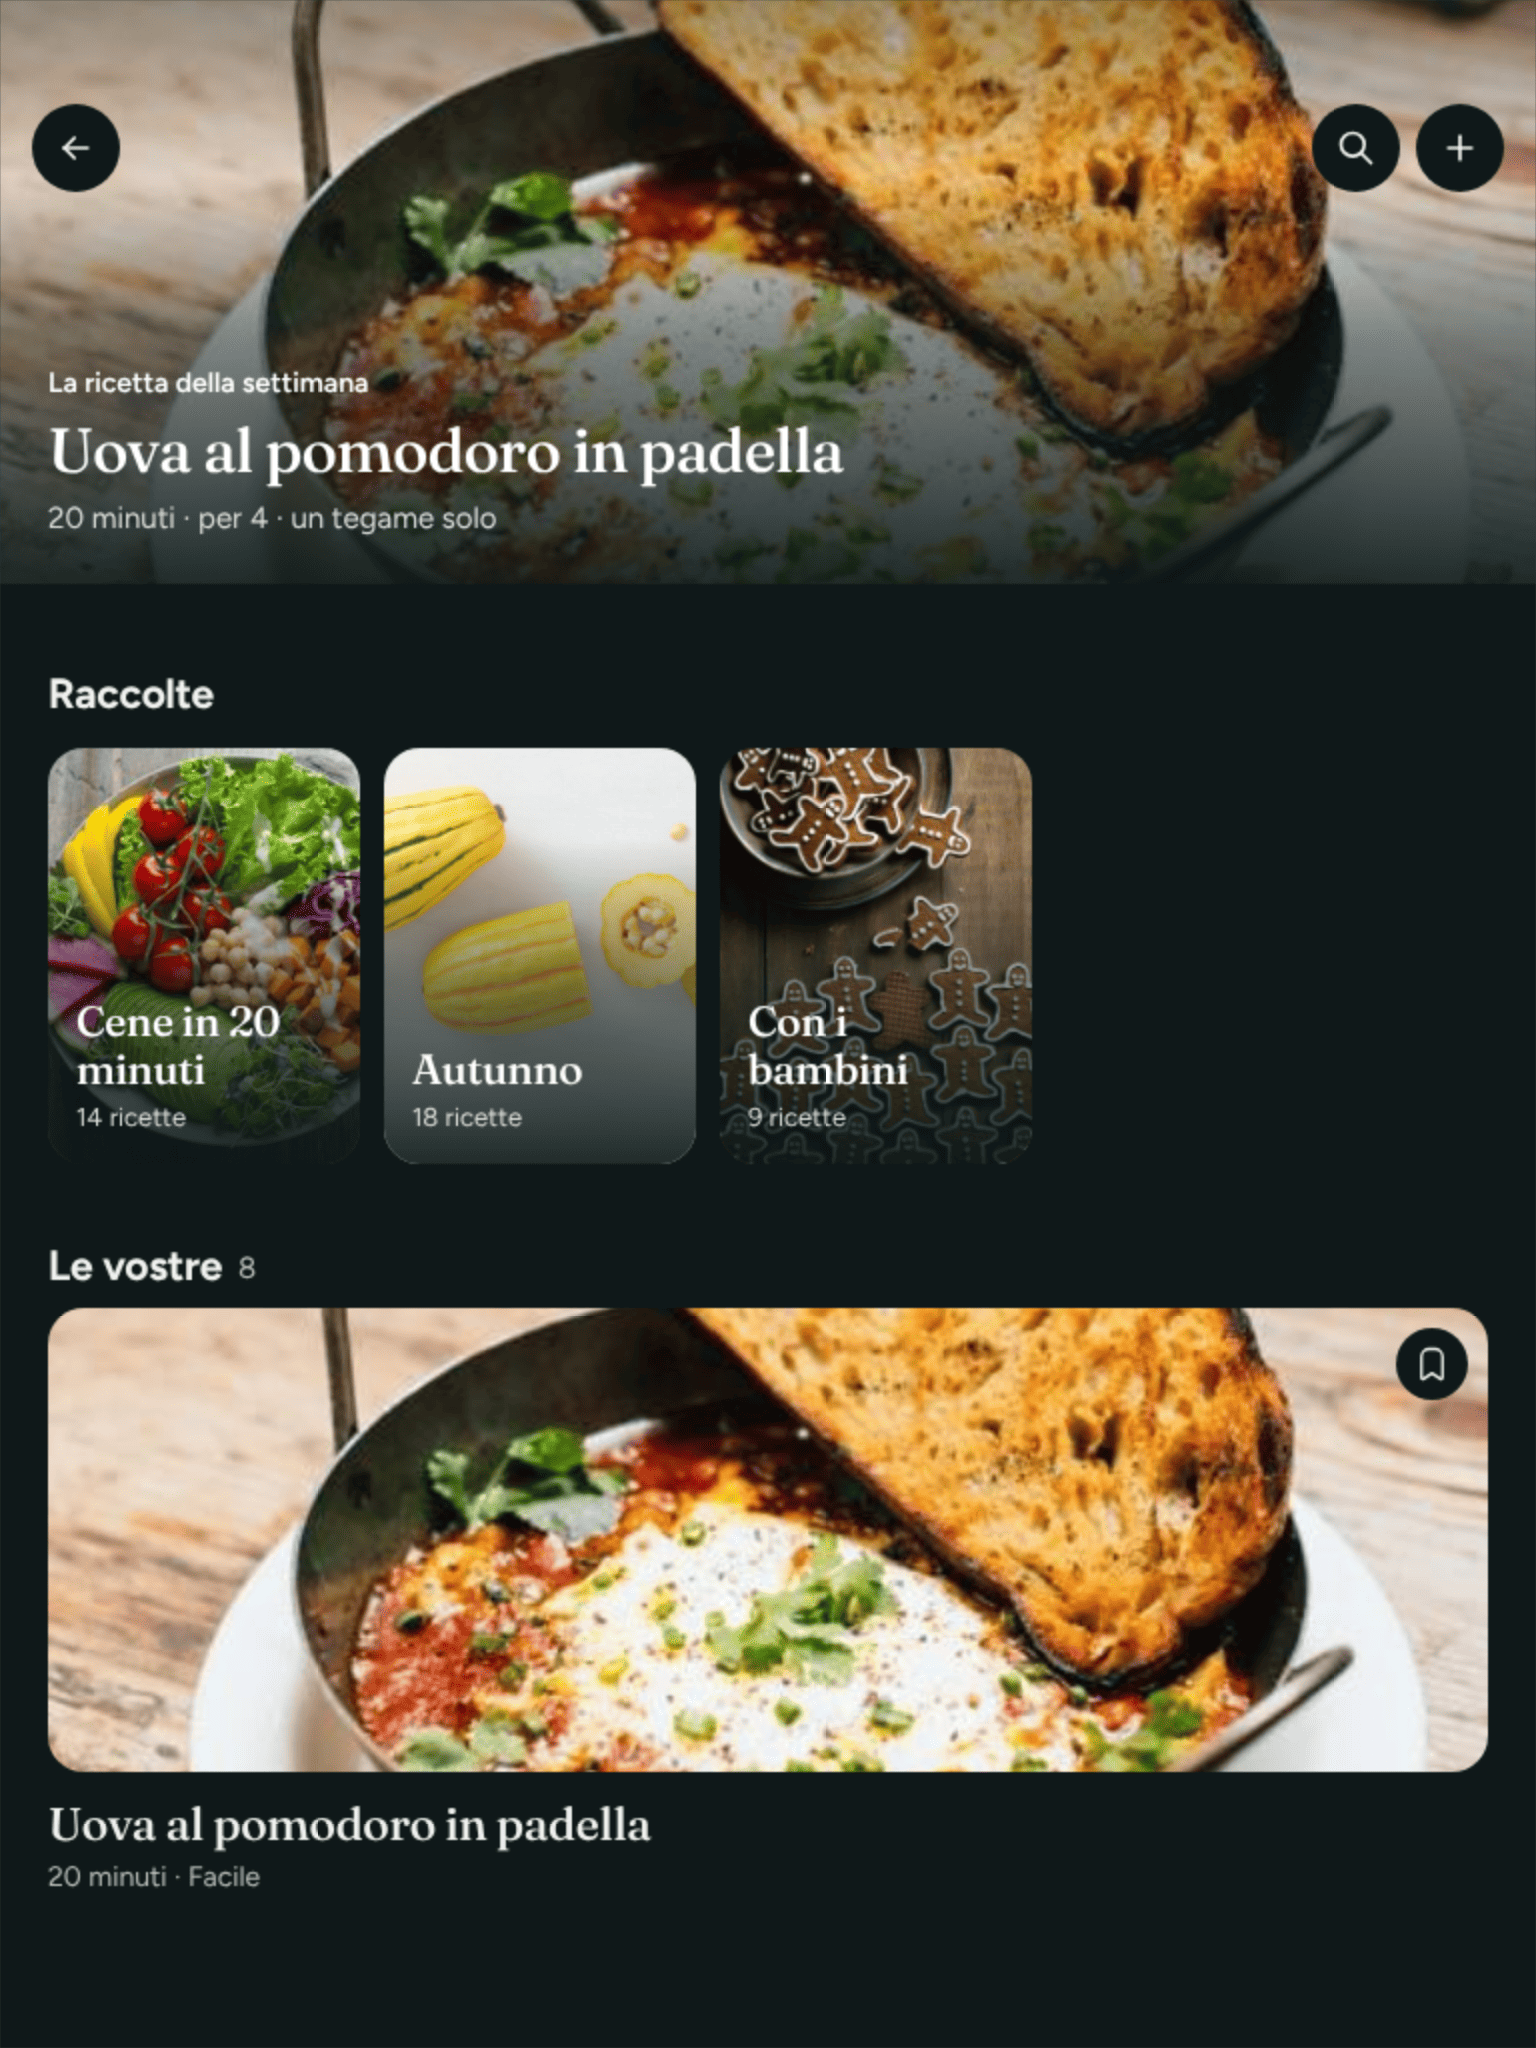 La ricetta della settimana
Uova al pomodoro in padella
20 minuti · per 4 · un tegame solo
Raccolte
Cene in 20
minuti
14 ricette
Autunno
18 ricette
Con i
bambini
9 ricette
Le vostre 8
Uova al pomodoro in padella
20 minuti · Facile